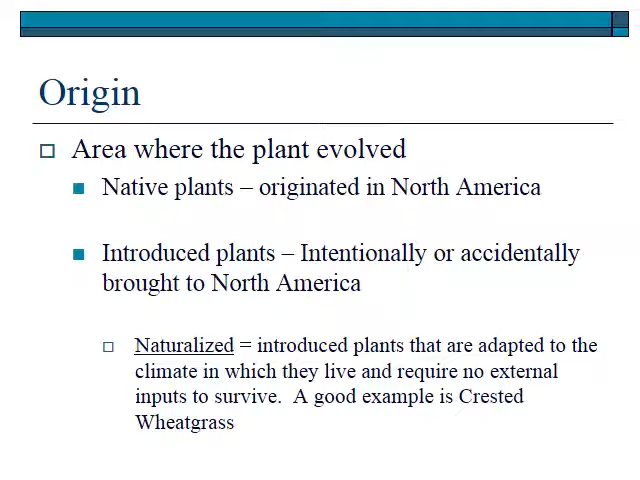 Origin
Area where the plant evolved
Native plants – originated in North America
Introduced plants – Intentionally or accidentally
brought to North America
Naturalized = introduced plants that are adapted to the
climate in which they live and require no external
inputs to survive.  A good example is Crested
Wheatgrass